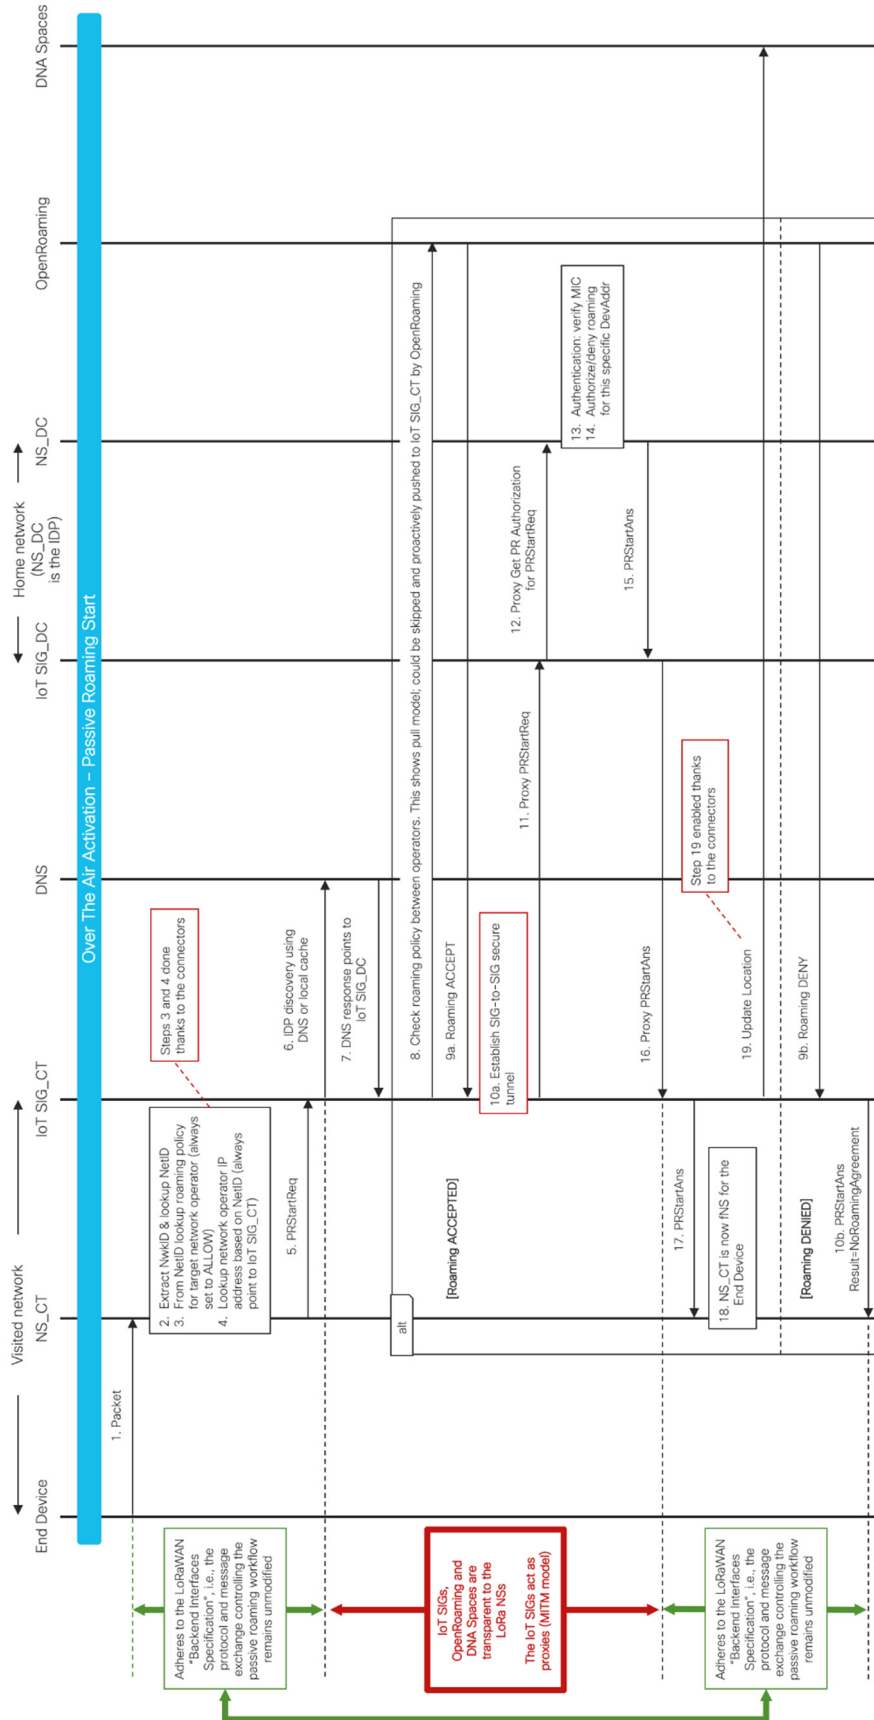 Visited network
Home network
(NS_DC
is the IDP)
End Device
NS_CT
IoT SIG_CT
DNS
IoT SIG_DC
NS_DC
OpenRoaming
DNA Spaces
Over The Air Activation – Passive Roaming Start
Adheres to the LoRaWAN
"Backend Interfaces
Specification", i.e., the
protocol and message
exchange controlling the
passive roaming workflow
remains unmodified
1. Packet
2. Extract NwkID & lookup NetID
3. From NetID lookup roaming policy
for target network operator (always
set to ALLOW)
4. Lookup network operator IP
address based on NetID (always
point to IoT SIG_CT)
Steps 3 and 4 done
thanks to the connectors
5. PRStartReq
6. IDP discovery using
DNS or local cache
7. DNS response points to
IoT SIG_DC
alt
8. Check roaming policy between operators. This shows pull model; could be skipped and proactively pushed to IoT SIG_CT by OpenRoaming
[Roaming ACCEPTED]
9a. Roaming ACCEPT
10a. Establish SIG-to-SIG secure
tunnel
11. Proxy PRStartReq
12. Proxy Get PR Authorization
for PRStartReq
13. Authentication: verify MIC
14. Authorize/deny roaming
for this specific DevAddr
15. PRStartAns
IoT SIGs,
OpenRoaming and
DNA Spaces are
transparent to the
LoRa NSs
The IoT SIGs act as
proxies (MITM model)
16. Proxy PRStartAns
17. PRStartAns
18. NS_CT is now fNS for the
End Device
Step 19 enabled thanks
to the connectors
19. Update Location
Adheres to the LoRaWAN
"Backend Interfaces
Specification", i.e., the
protocol and message
exchange controlling the
passive roaming workflow
remains unmodified
[Roaming DENIED]
9b. Roaming DENY
10b. PRStartAns
Result=NoRoamingAgreement